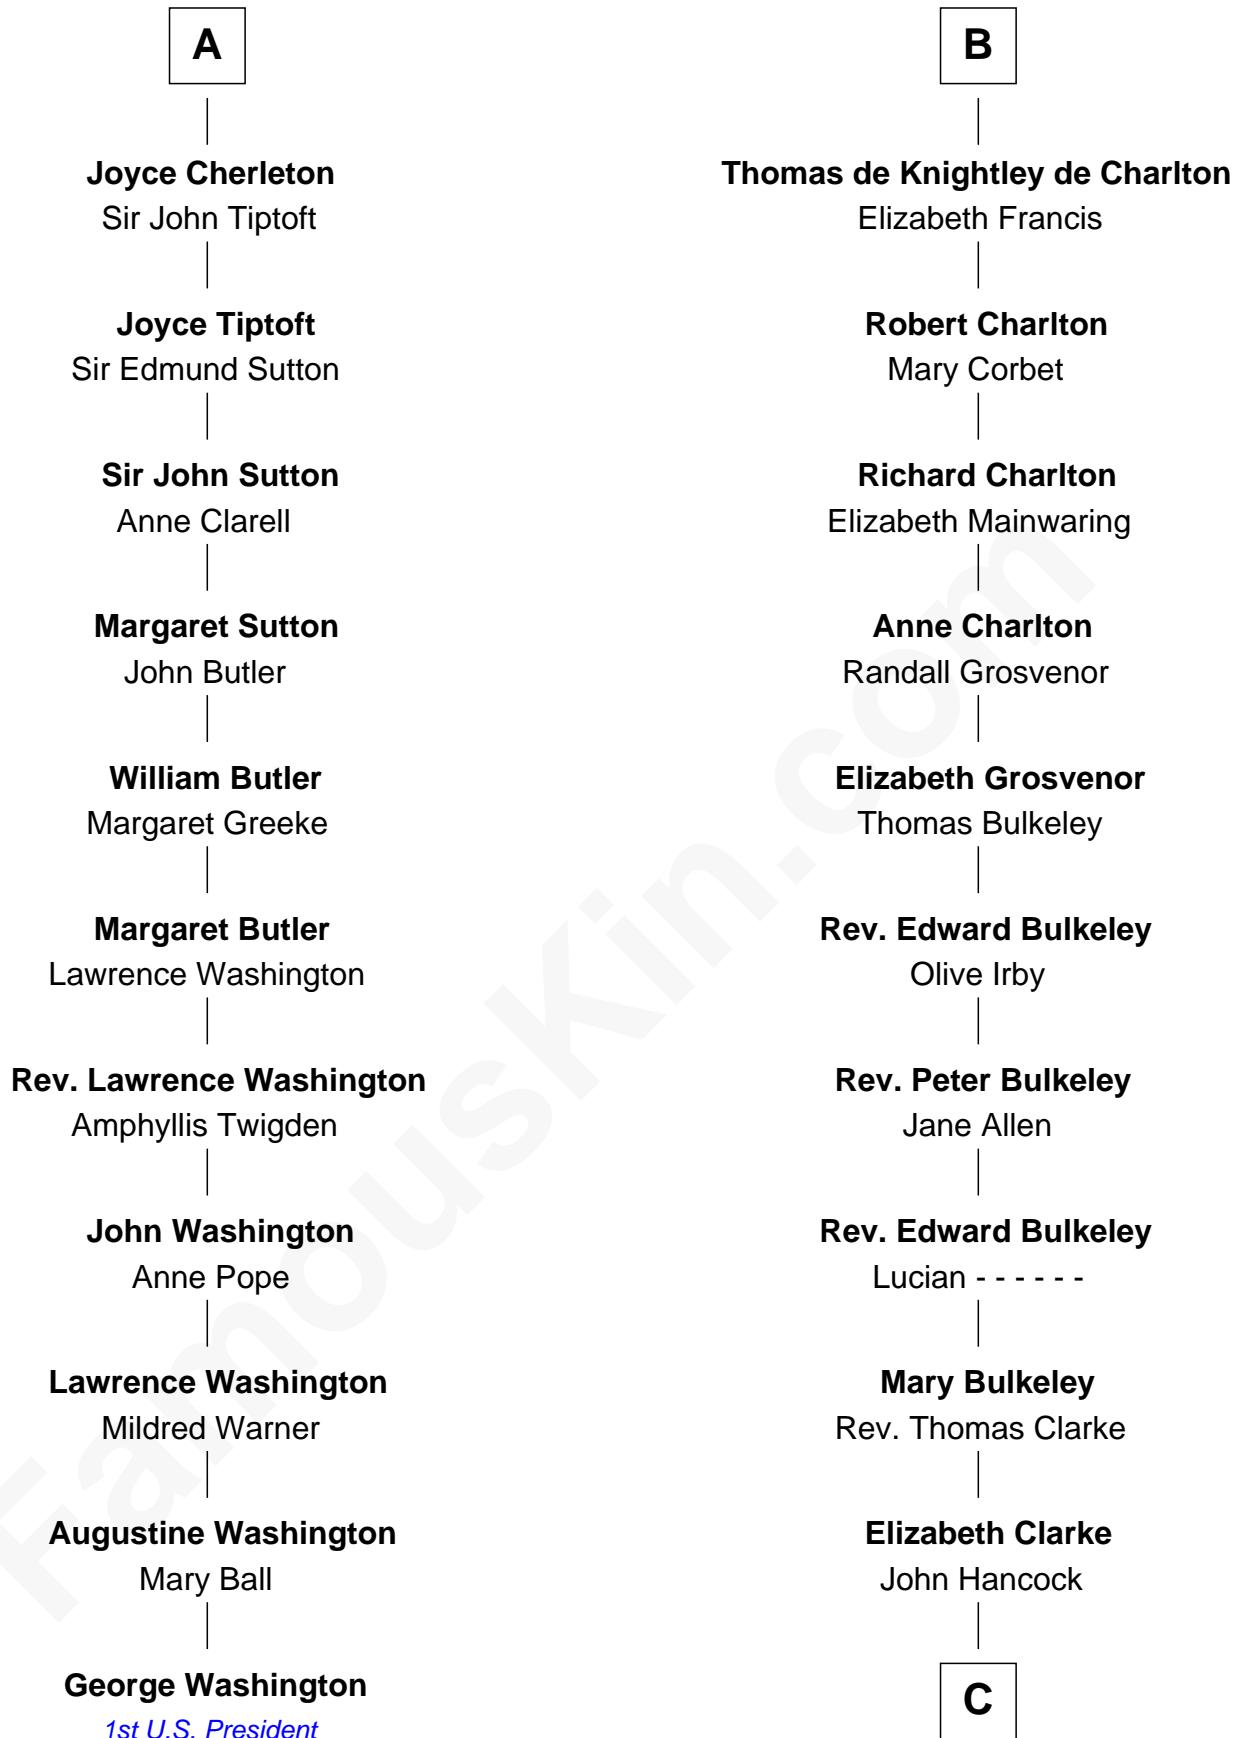 A
Joyce Cherleton
Sir John Tiptoft
Joyce Tiptoft
Sir Edmund Sutton
Sir John Sutton
Anne Clarell
Margaret Sutton
John Butler
William Butler
Margaret Greeke
Margaret Butler
Lawrence Washington
Rev. Lawrence Washington
Amphyllis Twigden
John Washington
Anne Pope
Lawrence Washington
Mildred Warner
Augustine Washington
Mary Ball
George Washington
1st U.S. President
B
Thomas de Knightley de Charlton
Elizabeth Francis
Robert Charlton
Mary Corbet
Richard Charlton
Elizabeth Mainwaring
Anne Charlton
Randall Grosvenor
Elizabeth Grosvenor
Thomas Bulkeley
Rev. Edward Bulkeley
Olive Irby
Rev. Peter Bulkeley
Jane Allen
Rev. Edward Bulkeley
Lucian - - - - - -
Mary Bulkeley
Rev. Thomas Clarke
Elizabeth Clarke
John Hancock
C
FamousKin.com